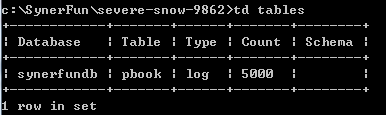 c:\SynerFun\severe-snow-9862>td tables
+------------+-------+------+-------+--------+
| Database | Table | Type | Count | Schema |
+------------+-------+------+-------+--------+
| synerfundb | pbook | log | 5000 | |
+------------+-------+------+-------+--------+
1 row in set